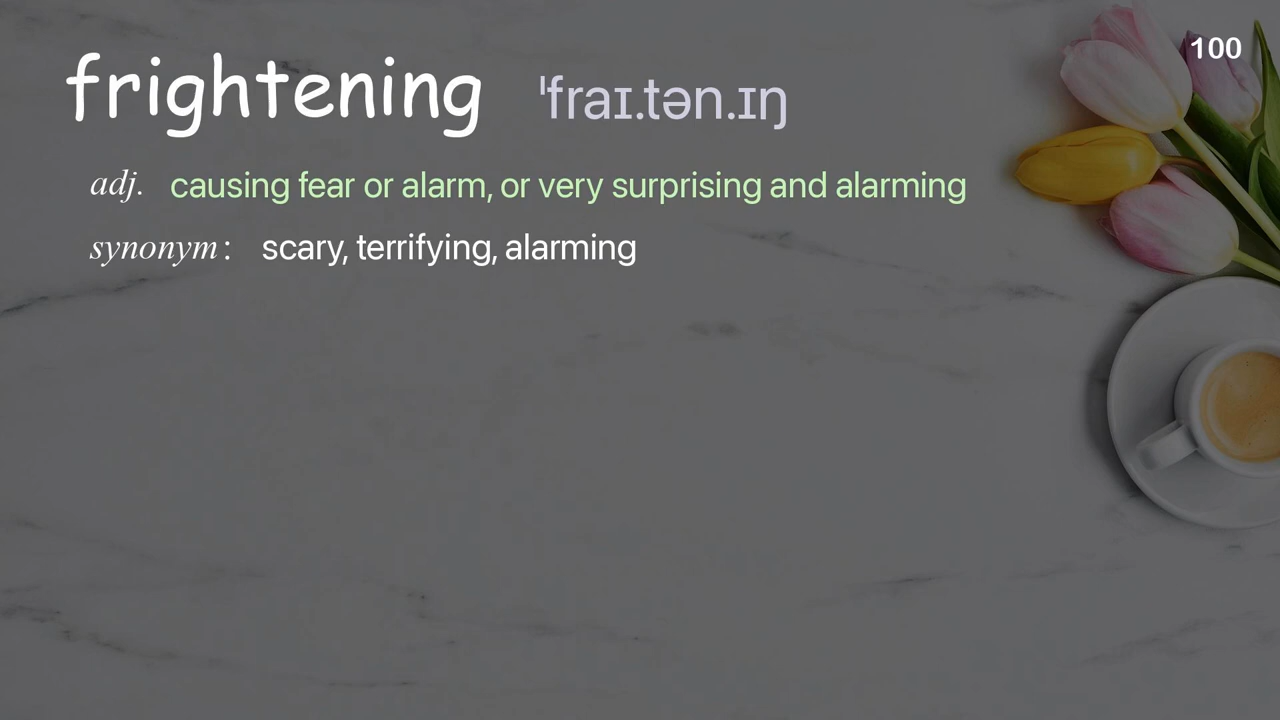 100
frightening ˈfraɪ.tən.ɪŋ
adj. causing fear or alarm, or very surprising and alarming
synonym: scary, terrifying, alarming